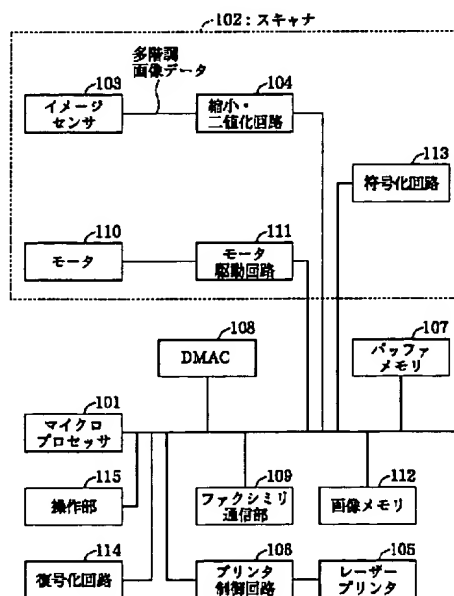 102:スキャナ
多階調
画像データ
103
イメージ
センサ
104
縮小・
二値化回路
113
符号化回路
110
モータ
111
モータ
駆動回路
108
DMAC
107
バッファ
メモリ
101
マイクロ
プロセッサ
115
操作部
109
ファクシミリ
通信部
112
画像メモリ
114
復号化回路
106
プリンタ
制御回路
105
レーザー
プリンタ